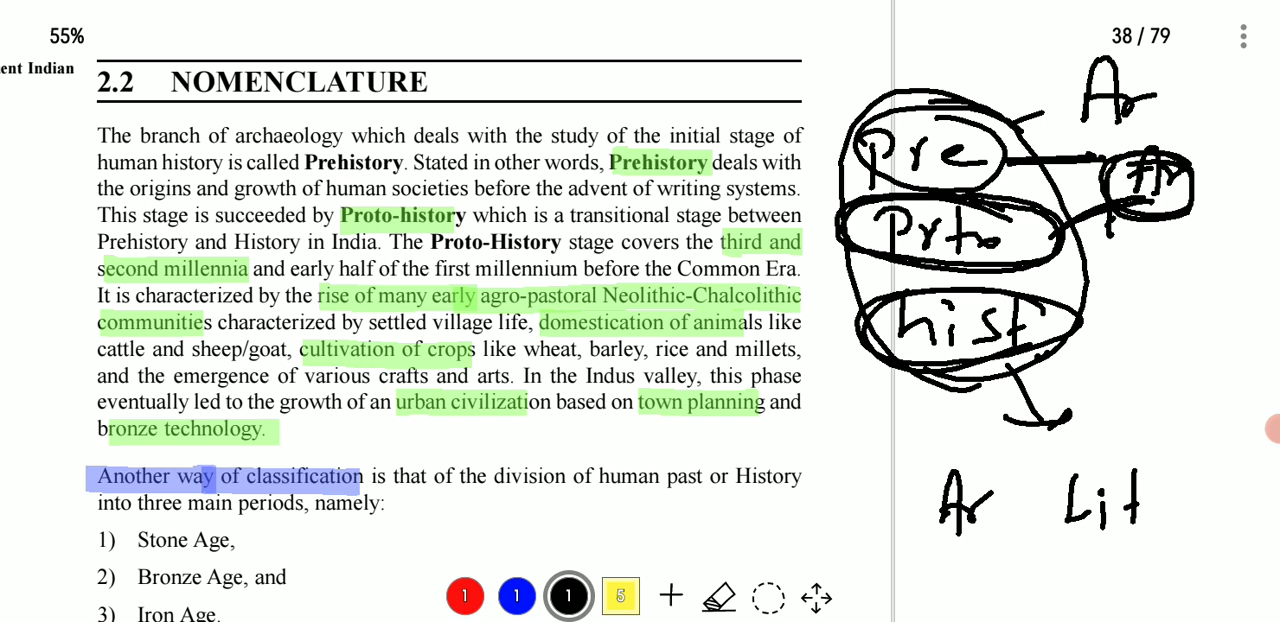 55%
38 / 79
ent Indian
2.2 NOMENCLATURE
The branch of archaeology which deals with the study of the initial stage of
human history is called Prehistory. Stated in other words, Prehistory deals with
the origins and growth of human societies before the advent of writing systems.
This stage is succeeded by Proto-history which is a transitional stage between
Prehistory and History in India. The Proto-History stage covers the third and
second millennia and early half of the first millennium before the Common Era.
It is characterized by the rise of many early agro-pastoral Neolithic-Chalcolithic
communities characterized by settled village life, domestication of animals like
cattle and sheep/goat, cultivation of crops like wheat, barley, rice and millets,
and the emergence of various crafts and arts. In the Indus valley, this phase
eventually led to the growth of an urban civilization based on town planning and
bronze technology.
Another way of classification is that of the division of human past or History
into three main periods, namely:
1) Stone Age,
2) Bronze Age, and
3) Iron Age.
Ar
Pre
Prto
hist
Ar Lit
1 1 1 5